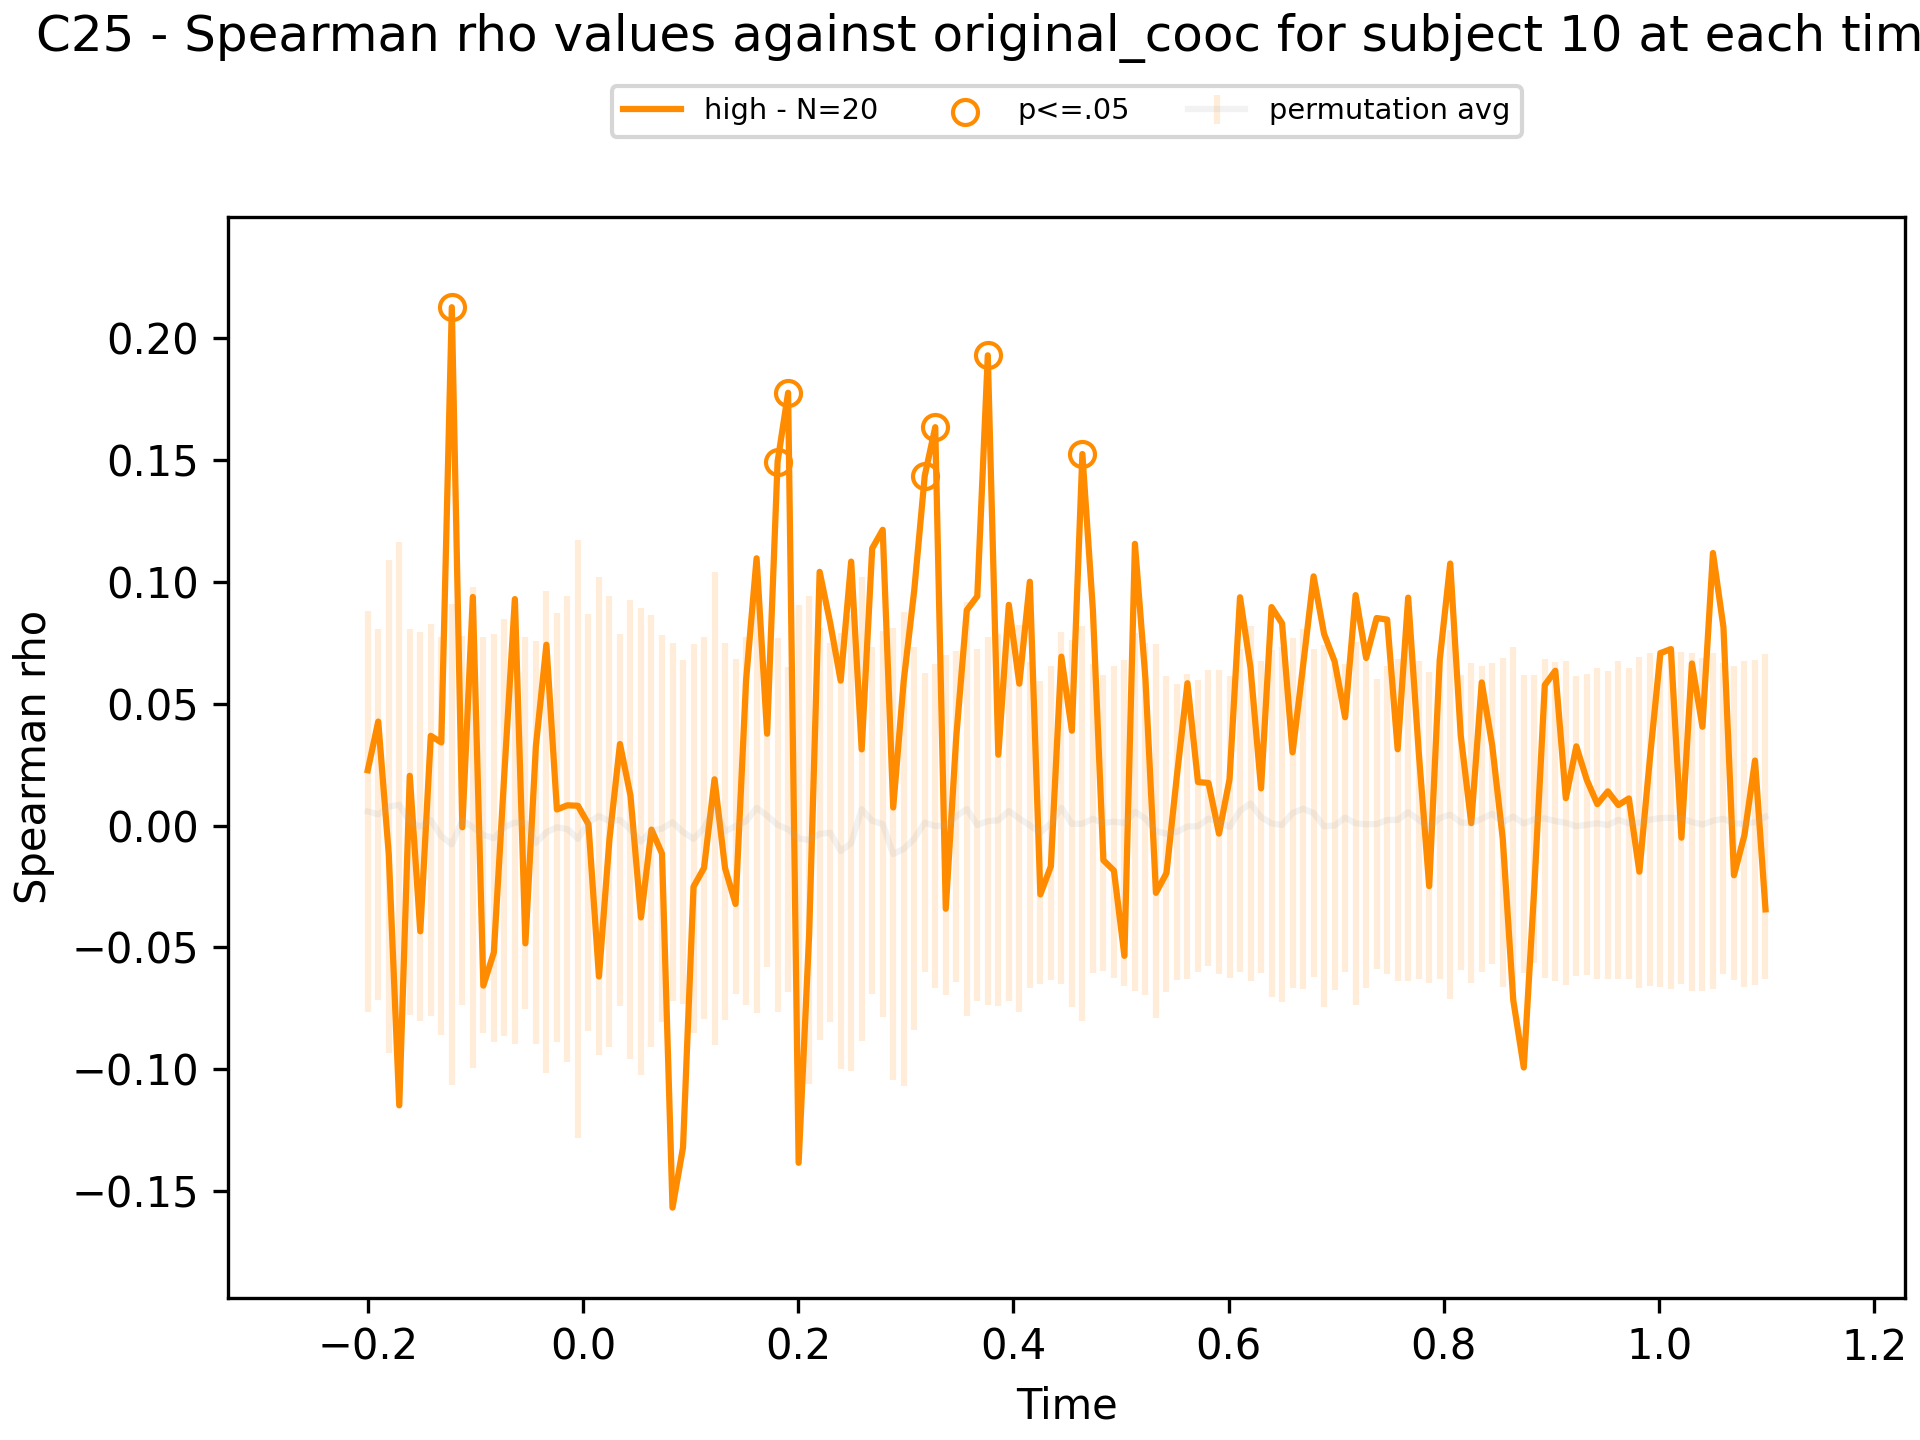 C25 - Spearman rho values against original_cooc for subject 10 at each tim
high - N=20 p<=.05 permutation avg
0.20
0.15
0.10
0.05
0.00
−0.05
−0.10
−0.15
Spearman rho
−0.2 0.0 0.2 0.4 0.6 0.8 1.0 1.2
Time